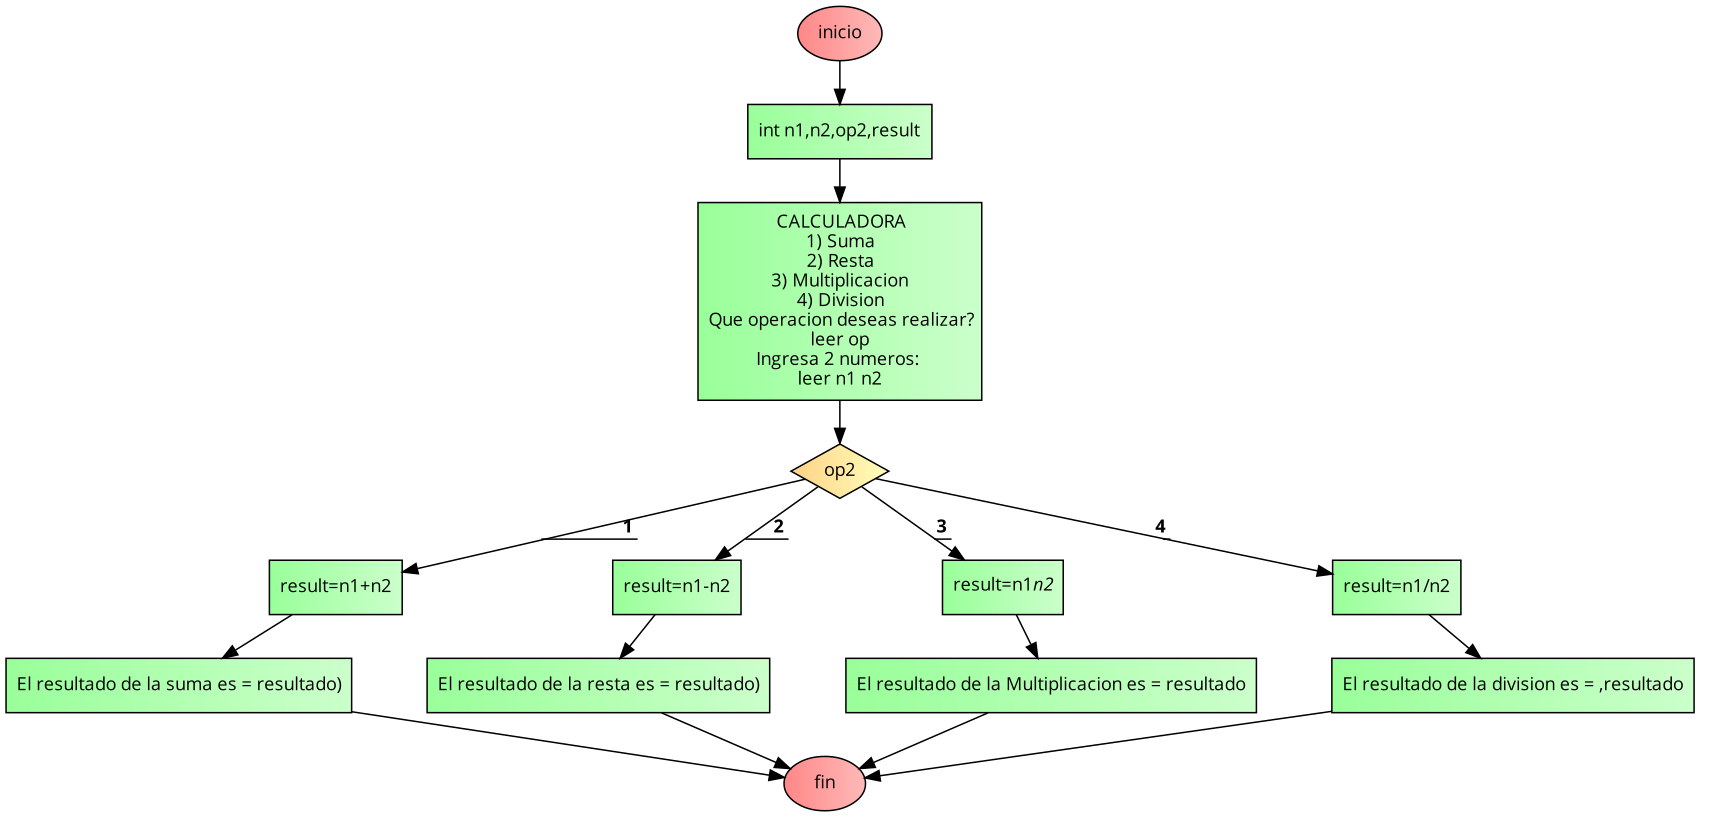 inicio
int n1,n2,op2,result
CALCULADORA
1) Suma
2) Resta
3) Multiplicacion
4) Division
Que operacion deseas realizar?
leer op
Ingresa 2 numeros:
leer n1 n2
op2
1
2
3
4
result=n1+n2
result=n1-n2
result=n1n2
result=n1/n2
El resultado de la suma es = resultado)
El resultado de la resta es = resultado)
El resultado de la Multiplicacion es = resultado
El resultado de la division es = ,resultado
fin